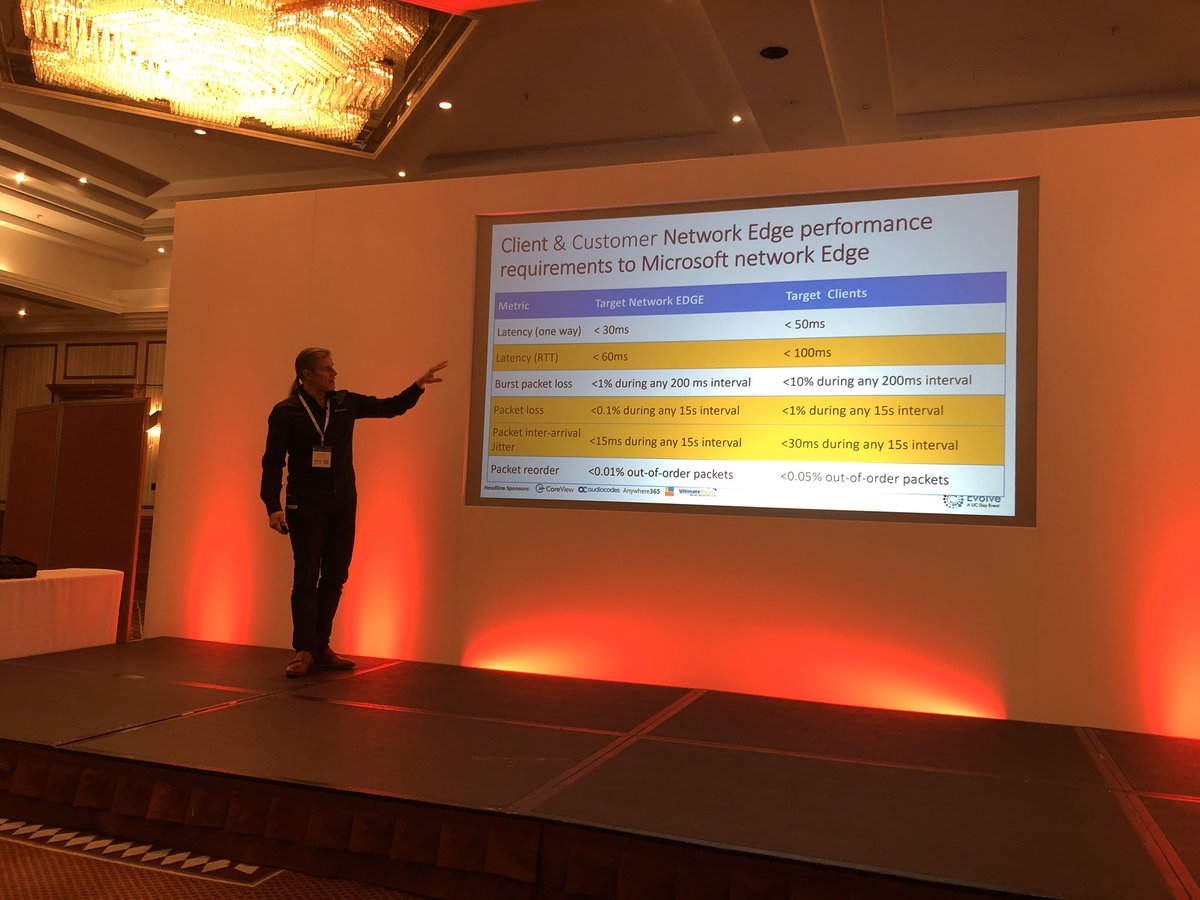 Client & Customer Network Edge performance
requirements to Microsoft network Edge
Metric Target Network EDGE Target Clients
Latency (one way) < 30ms < 50ms
Latency (RTT) < 60ms < 100ms
Burst packet loss <1% during any 200 ms interval <10% during any 200ms interval
Packet loss <0.1% during any 15s interval <1% during any 15s interval
Packet inter-arrival
Jitter <15ms during any 15s interval <30ms during any 15s interval
Packet reorder <0.01% out-of-order packets <0.05% out-of-order packets
Headline Sponsors: CoreView audiocodes Anywhere365
Evolve
A UC Day Event